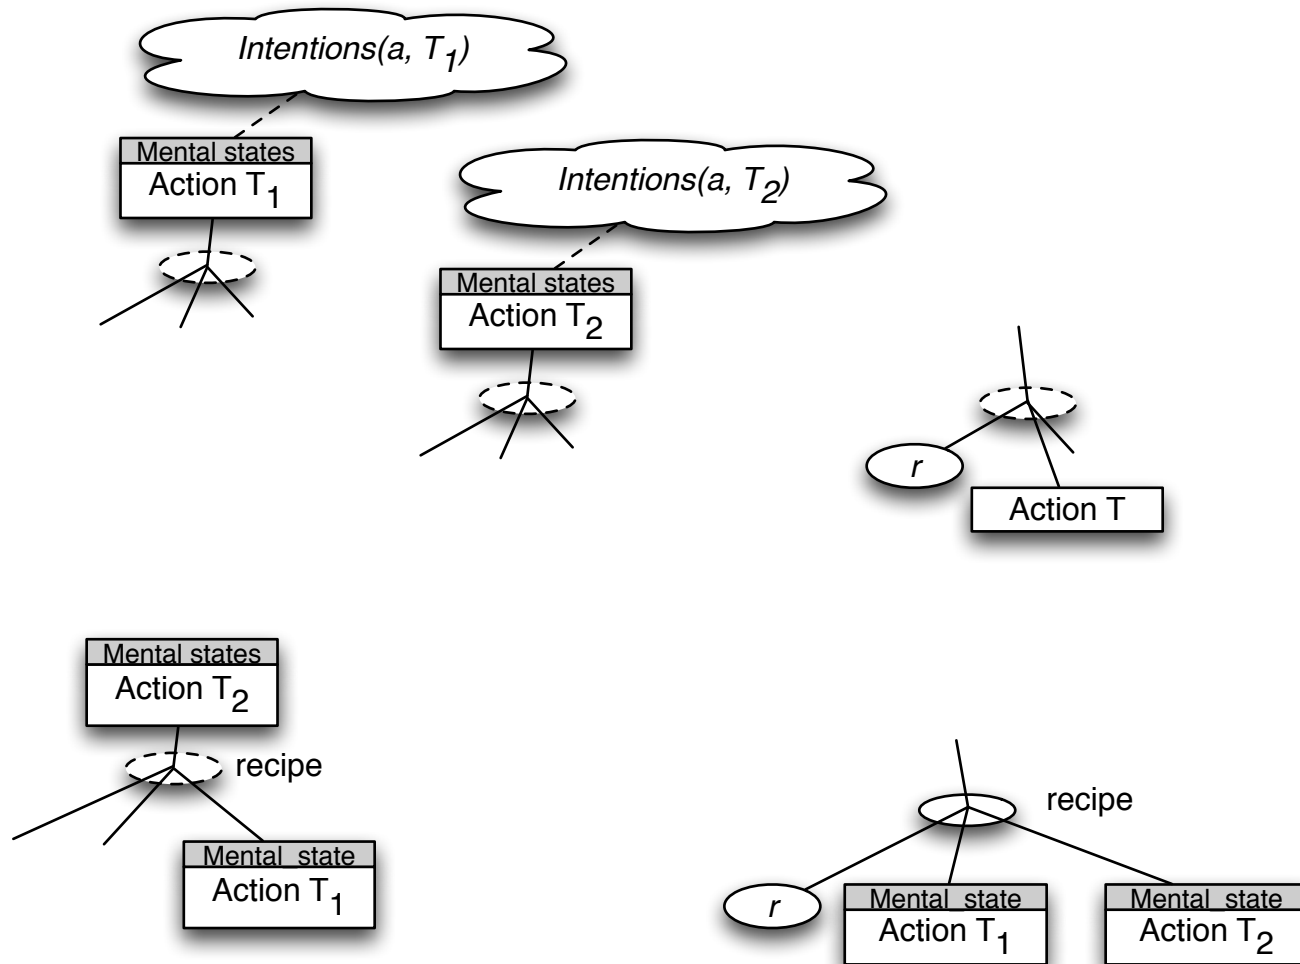 Intentions(a, T1)
Mental states
Action T1
Intentions(a, T2)
Mental states
Action T2
r
Action T
Mental states
Action T2
recipe
Mental_state
Action T1
recipe
r
Mental_state
Action T1
Mental_state
Action T2